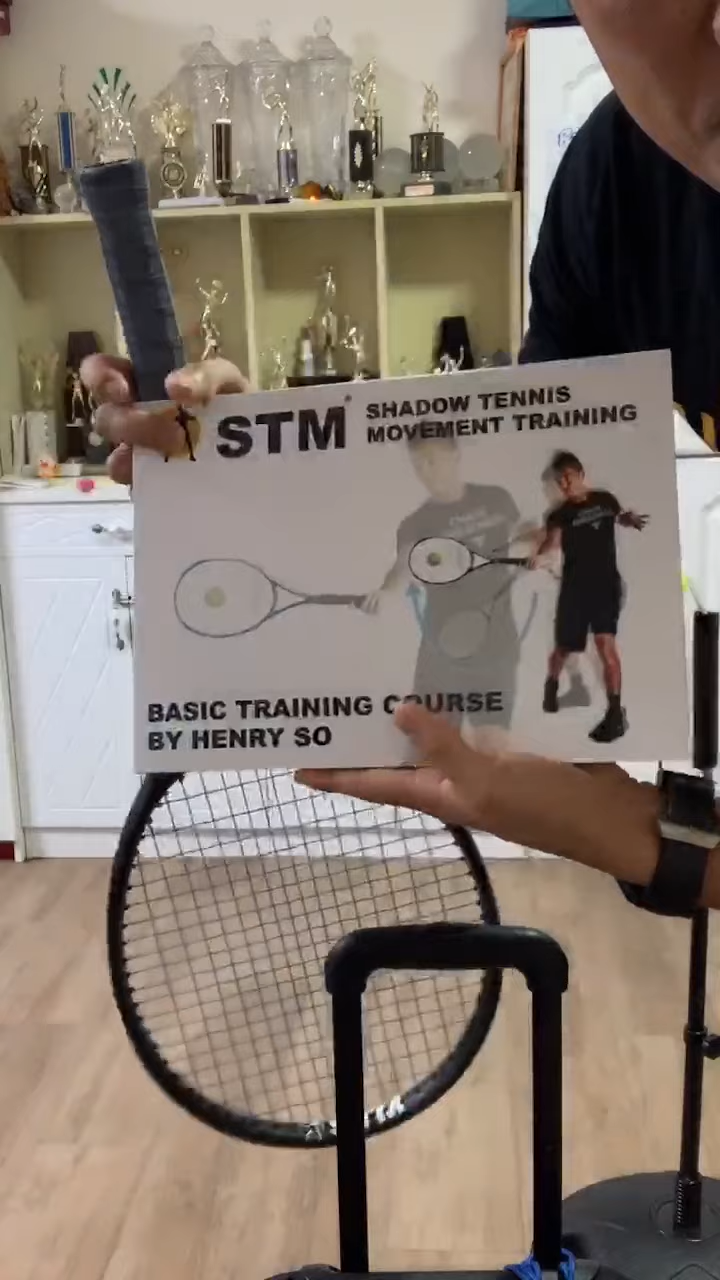 STM
SHADOW TENNIS
MOVEMENT TRAINING
BASIC TRAINING COURSE
BY HENRY SO